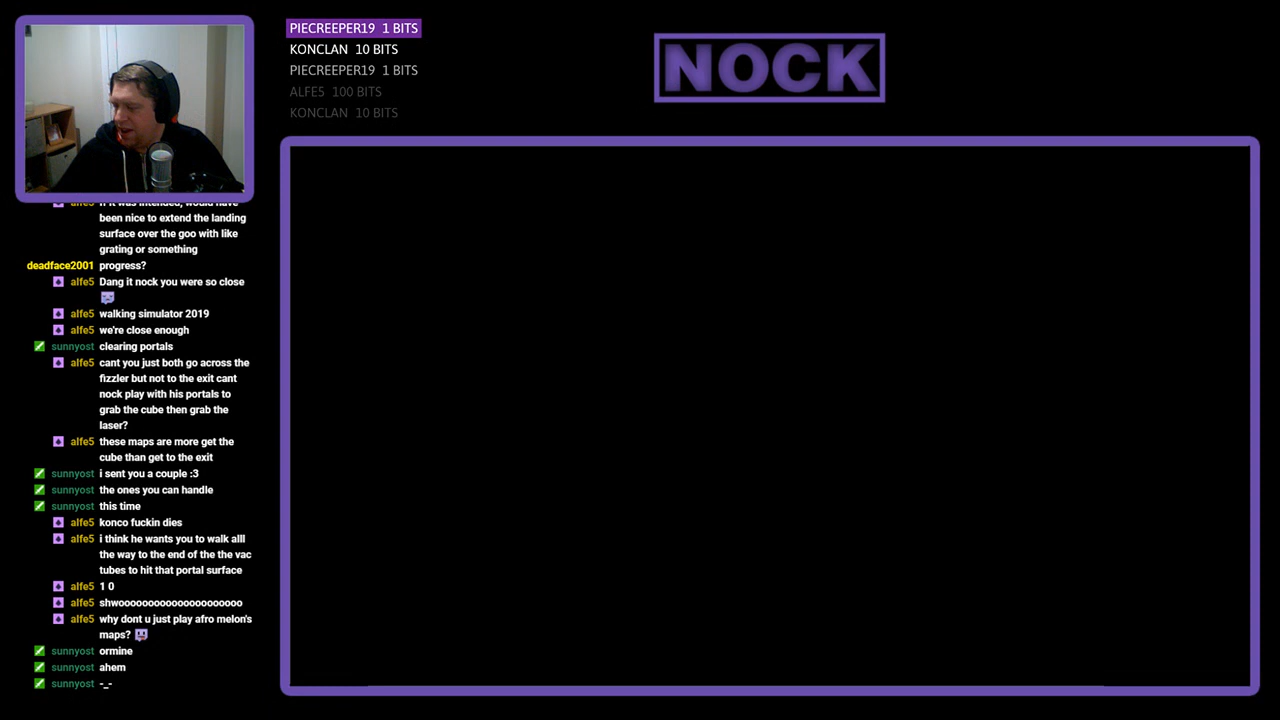 PIECREEPER19 1 BITS
KONCLAN 10 BITS
PIECREEPER19 1 BITS
ALFE5 100 BITS
KONCLAN 10 BITS
NOCK
alfe5 if it was intended, would have
been nice to extend the landing
surface over the goo with like
grating or something
deadface2001 progress?
alfe5 Dang it nock you were so close
alfe5 walking simulator 2019
alfe5 we're close enough
sunnyost clearing portals
alfe5 cant you just both go across the
fizzler but not to the exit cant
nock play with his portals to
grab the cube then grab the
laser?
alfe5 these maps are more get the
cube than get to the exit
sunnyost i sent you a couple :3
sunnyost the ones you can handle
sunnyost this time
alfe5 konco fuckin dies
alfe5 i think he wants you to walk alll
the way to the end of the the vac
tubes to hit that portal surface
alfe5 1 0
alfe5 shwooooooooooooooooooooo
alfe5 why dont u just play afro melon's
maps?
sunnyost ormine
sunnyost ahem
sunnyost -_-